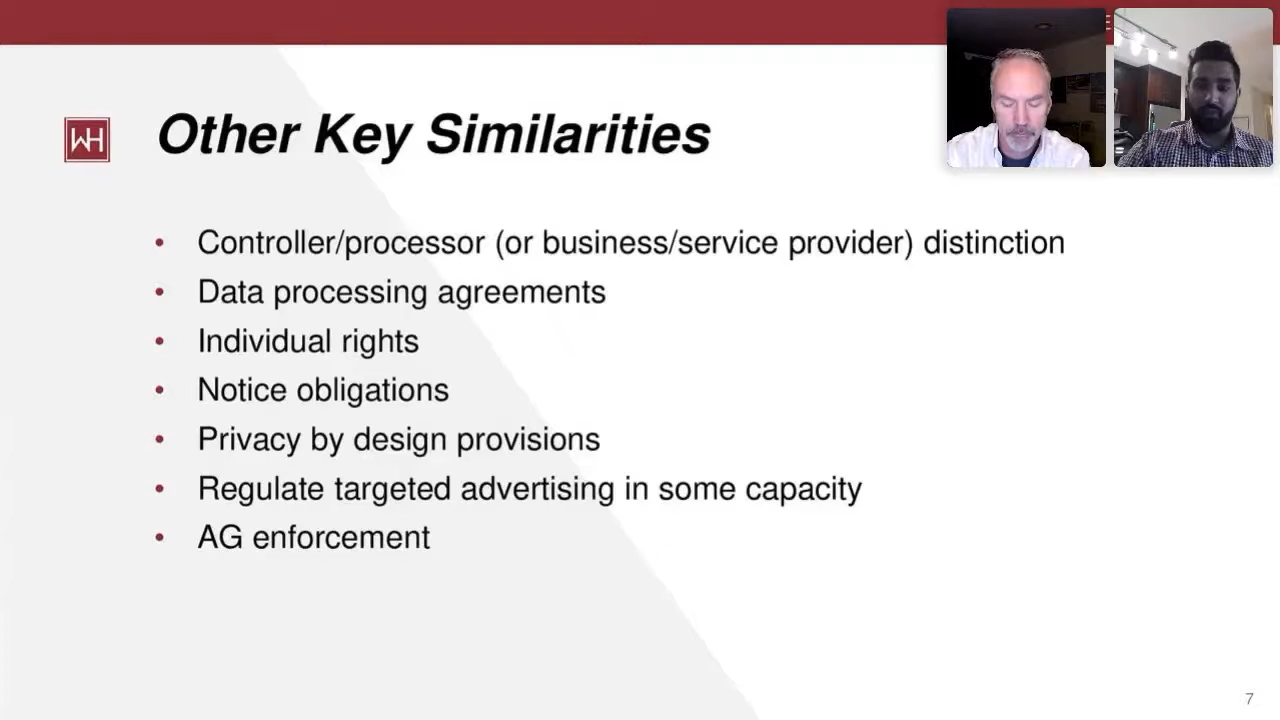 WH
Other Key Similarities
• Controller/processor (or business/service provider) distinction
• Data processing agreements
• Individual rights
• Notice obligations
• Privacy by design provisions
• Regulate targeted advertising in some capacity
• AG enforcement
7